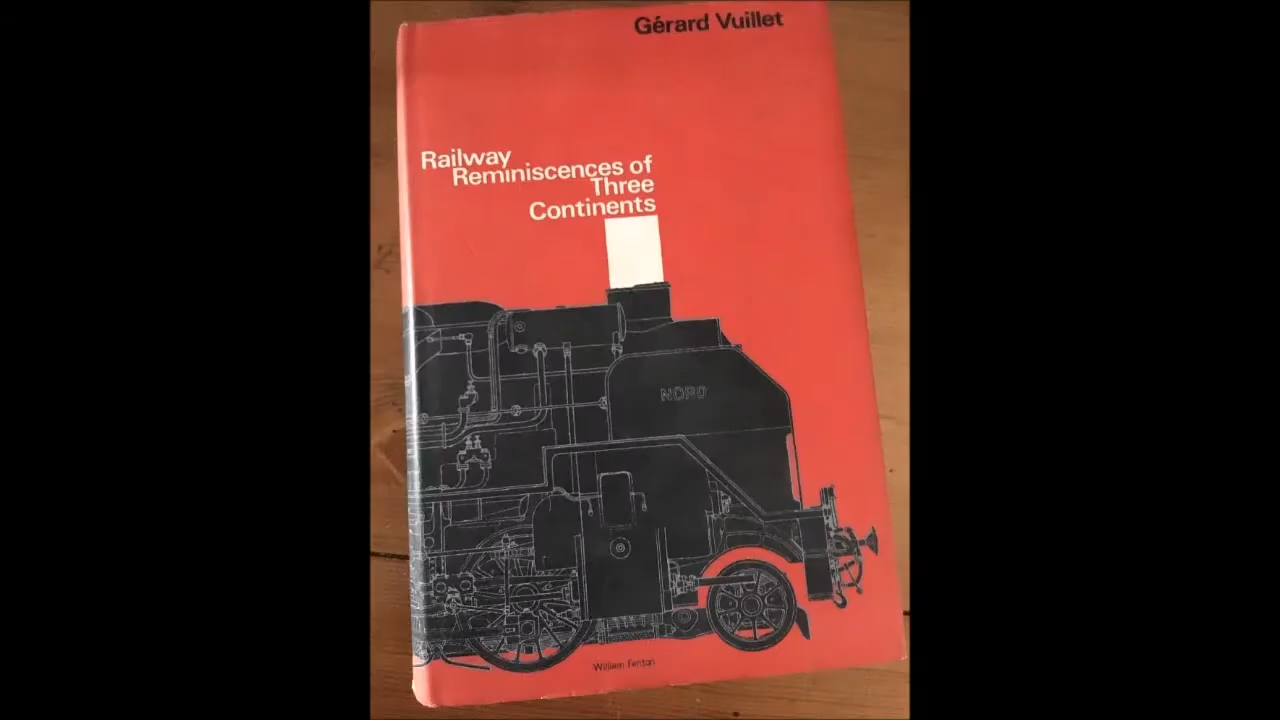 Gérard Vuillet
Railway
Reminiscences of
Three
Continents
NORD
William Fenton